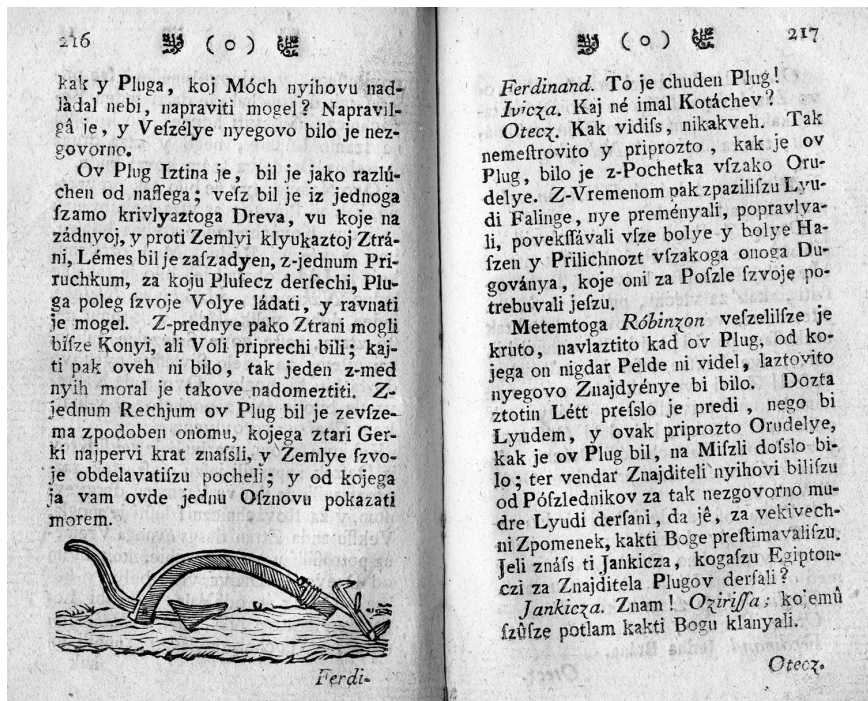 216 ( o )
kak y Pluga, koj Móch nyihovu nad-
ládal nebi, napraviti mogel? Napravil-
gâ je, y Veſzélye nyegovo bilo je nez-
govorno.
Ov Plug Iztina je, bil je jako razlú-
chen od naſſega; veſz bil je iz jednoga
ſzamo krivlyaztoga Dreva, vu koje na
zádnyoj, y proti Zemlyi klyukaztoj Ztrá-
ni, Lémes bil je zaſzadyen, z-jednum Pri-
ruchkum, za koju Pluſecz derſechi, Plu-
ga poleg ſzvoje Volye ládati, y ravnati
je mogel. Z-prednye pako Ztrani mogli
biſze Konyi, ali Voli priprechi bili; kaj-
ti pak oveh ni bilo, tak jeden z-med
nyih moral je takove nadomeztiti. Z-
jednum Rechjum ov Plug bil je zevſze-
ma zpodoben onomu, kojega ztari Ger-
ki najpervi krat znaſsli, y Zemlye ſzvo-
je obdelavatiſzu pocheli; y od kojega
ja vam ovde jednu Oſznovu pokazati
morem.
Ferdi-
( o ) 217
Ferdinand. To je chuden Plug!
Ivicza. Kaj né imal Kotáchev?
Otecz. Kak vidiſs, nikakveh. Tak
nemeſtrovito y priprozto, kak je ov
Plug, bilo je z-Pochetka vſzako Oru-
delye. Z-Vremenom pak zpaziliſzu Lyu-
di Falinge, nye preményali, popravlya-
li, povekſſávali vſze bolye y bolye Ha-
ſzen y Prilichnozt vſzakoga onoga Du-
goványa, koje oni za Poſzle ſzvoje po-
trebuvali jeſzu.
Metemtoga Róbinzon veſzelilſze je
kruto, navlaztito kad ov Plug, od ko-
jega on nigdar Pelde ni videl, laztovito
nyegovo Znajdyénye bi bilo. Dozta
ztotin Létt preſslo je predi, nego bi
Lyudem, y ovak priprozto Orudelye,
kak je ov Plug bil, na Miſzli doſslo bi-
lo; ter vendar Znajditeli nyihovi biliſzu
od Póſzlednikov za tak nezgovorno mu-
dre Lyudi derſani, da jê, za vekivech-
ni Zpomenek, kakti Boge preſtimavaliſzu.
Jeli znáſs ti Jankicza, kogaſzu Egipton-
czi za Znajditela Plugov derſali?
Jankicza. Znam! Oziriſſa; kojemû
ſzûſze potlam kakti Bogu klanyali.
Otecz.